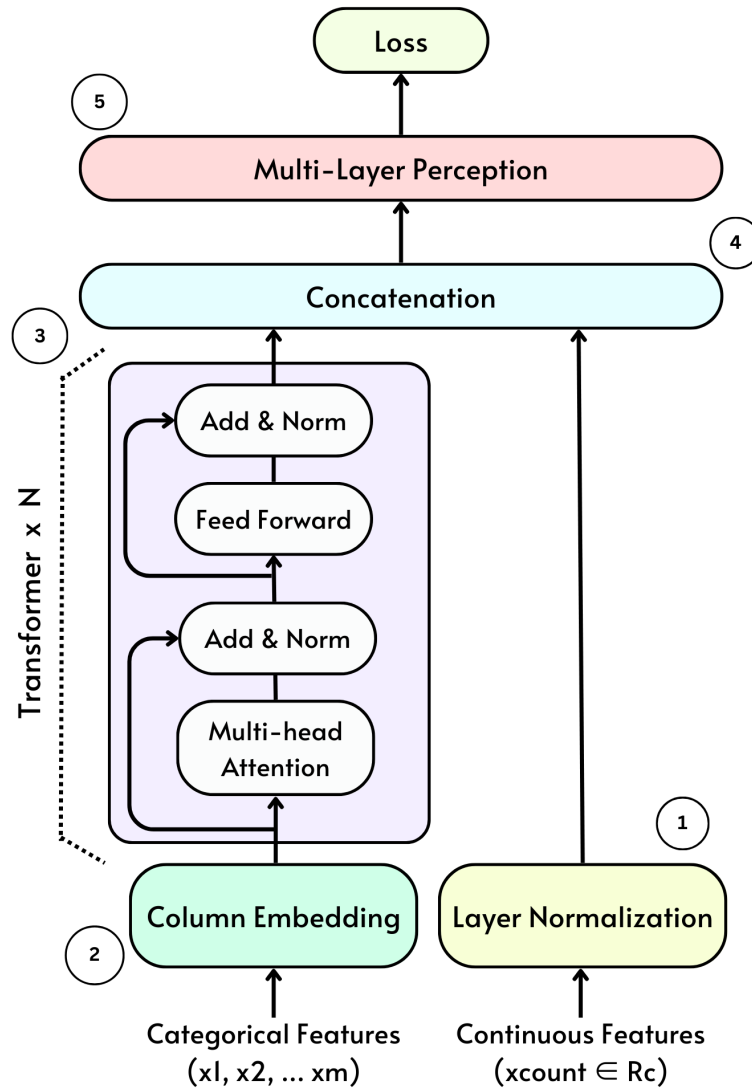 Loss
5
Multi-Layer Perception
4
Concatenation
3
Add & Norm
Feed Forward
Transformer x N
Add & Norm
Multi-head
Attention
1
Column Embedding
Layer Normalization
2
Categorical Features
(x1, x2, ... xm)
Continuous Features
(xcount ∈ Rc)